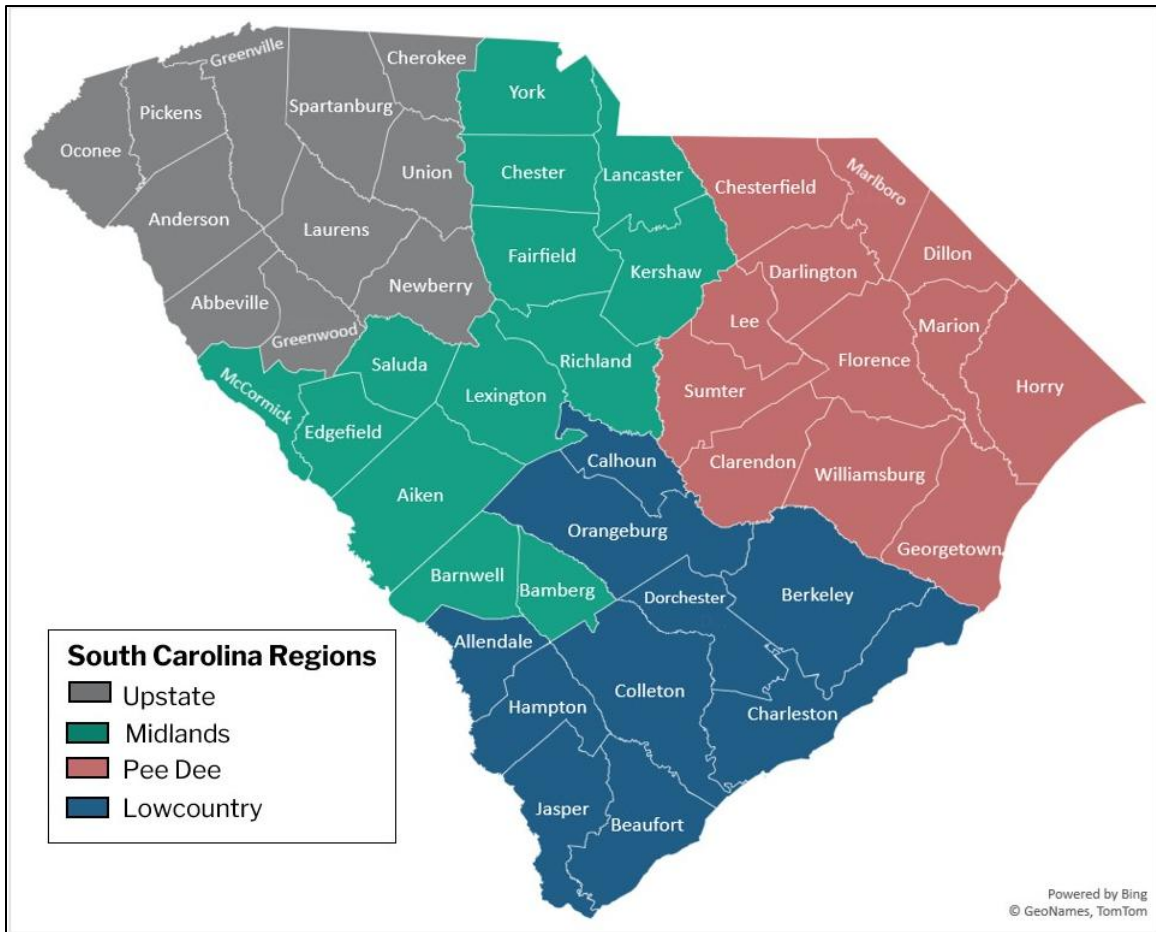 Greenville
Cherokee
York
Pickens
Spartanburg
Oconee
Union
Chester
Lancaster
Chesterfield
Marlboro
Anderson
Laurens
Fairfield
Kershaw
Darlington
Dillon
Abbeville
Newberry
Greenwood
Lee
Marion
Saluda
Richland
Florence
McCormick
Lexington
Sumter
Horry
Edgefield
Calhoun
Clarendon
Williamsburg
Aiken
Orangeburg
Georgetown
Barnwell
Bamberg
Dorchester
Berkeley
Allendale
Colleton
Hampton
Charleston
Jasper
Beaufort
South Carolina Regions
Upstate
Midlands
Pee Dee
Lowcountry
Powered by Bing
© GeoNames, TomTom